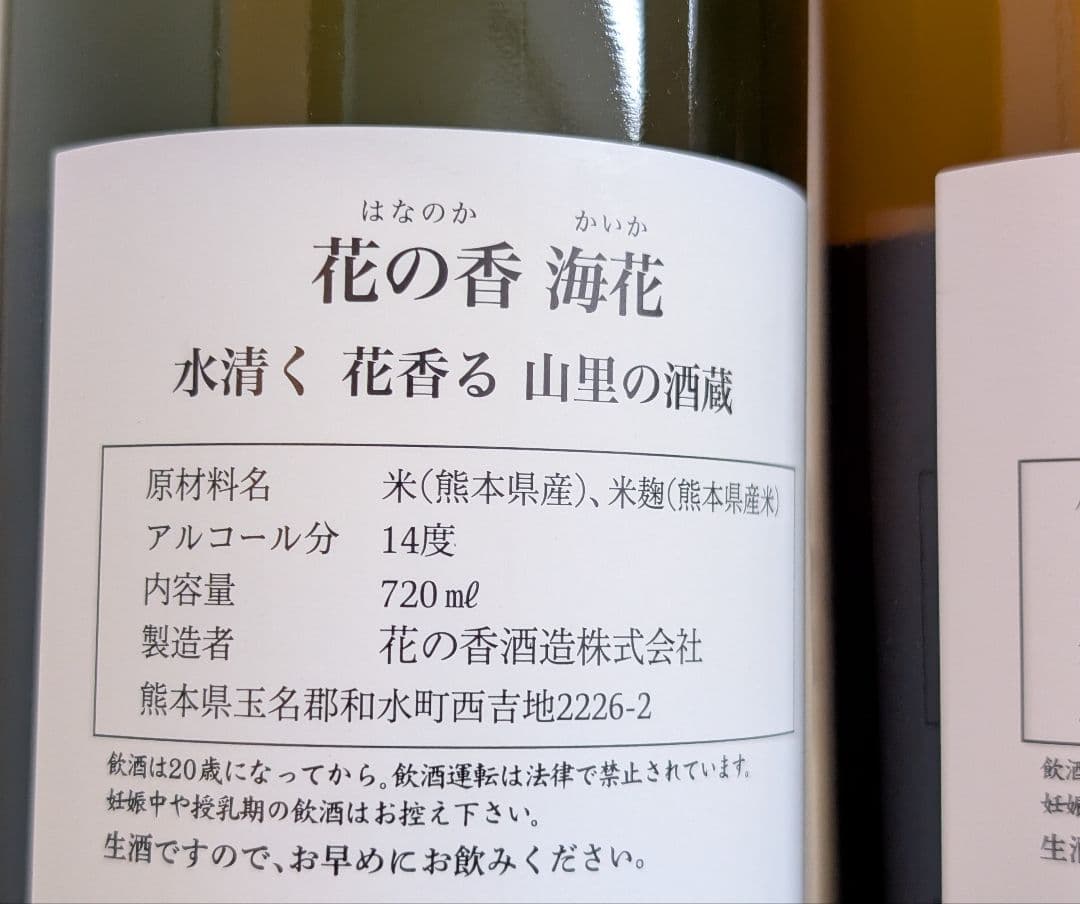 はなのか かいか
花の香 海花
水清く 花香る 山里の酒蔵
原材料名 米(熊本県産)、米麹(熊本県産米)
アルコール分 14度
内容量 720㎖
製造者 花の香酒造株式会社
熊本県玉名郡和水町西吉地2226-2
飲酒は20歳になってから。飲酒運転は法律で禁止されています。
妊娠中や授乳期の飲酒はお控え下さい。
生酒ですので、お早めにお飲みください。
飲酒
妊娠
生酒